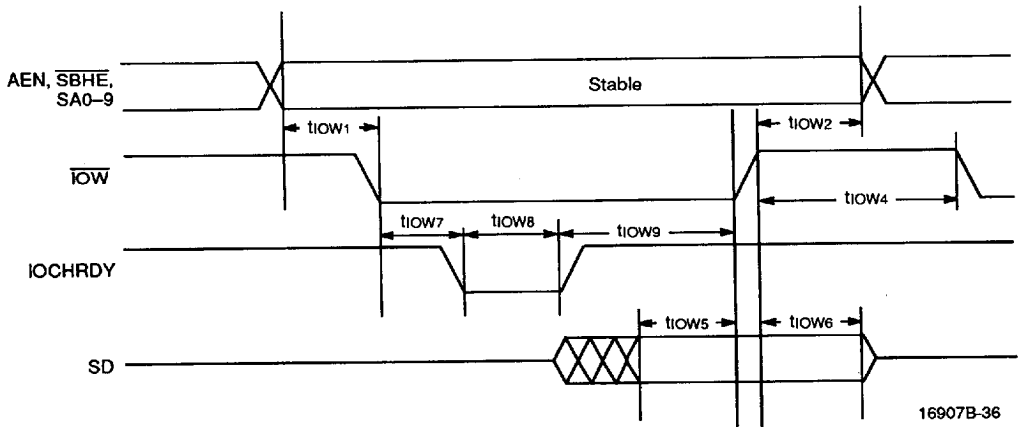 AEN, SBHE,
SA0–9
Stable
tIOW1
tIOW2
IOW
tIOW4
tIOW7
tIOW8
tIOW9
IOCHRDY
tIOW5
tIOW6
SD
16907B-36